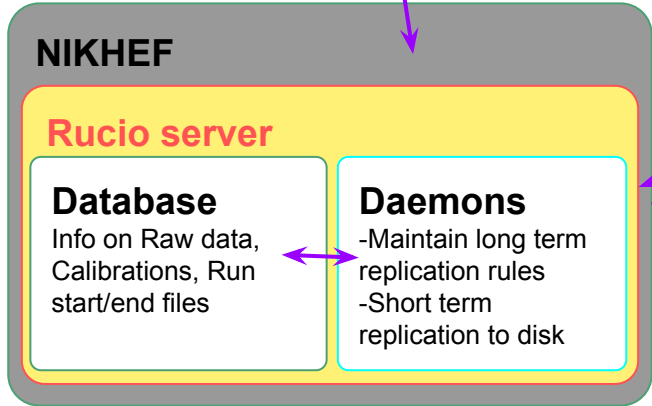 NIKHEF
Rucio server
Database
Info on Raw data,
Calibrations, Run
start/end files
Daemons
-Maintain long term
replication rules
-Short term
replication to disk